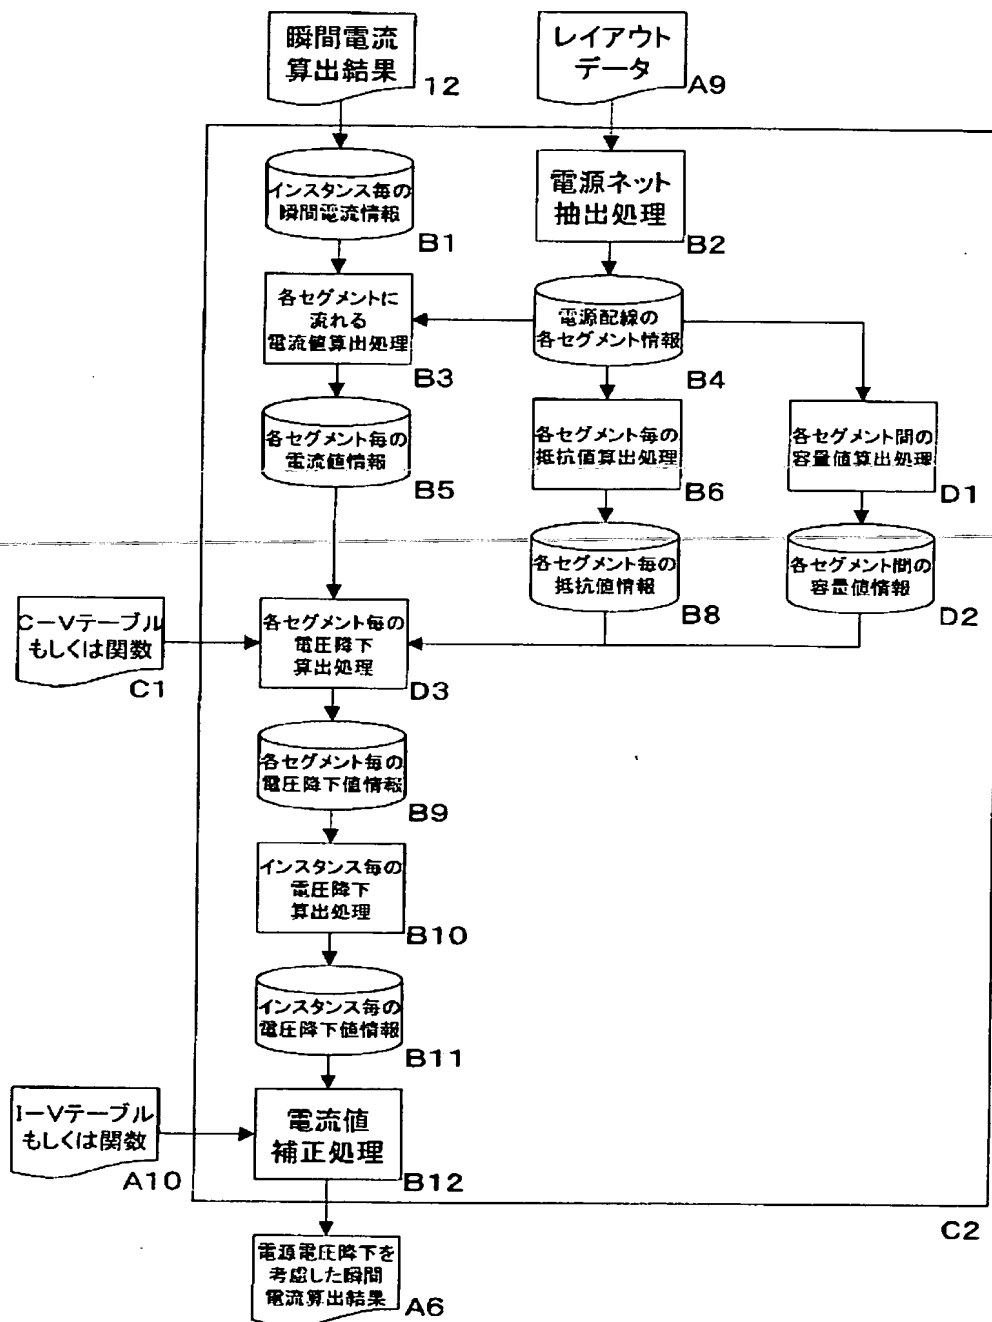 瞬間電流
算出結果
12
レイアウト
データ
A9
インスタンス毎の
瞬間電流情報
B1
電源ネット
抽出処理
B2
各セグメントに
流れる
電流値算出処理
B3
電源配線の
各セグメント情報
B4
各セグメント毎の
電流値情報
B5
各セグメント毎の
抵抗値算出処理
B6
各セグメント間の
容量値算出処理
D1
各セグメント毎の
抵抗値情報
B8
各セグメント間の
容量値情報
D2
C－Vテーブル
もしくは関数
C1
各セグメント毎の
電圧降下
算出処理
D3
各セグメント毎の
電圧降下値情報
B9
インスタンス毎の
電圧降下
算出処理
B10
インスタンス毎の
電圧降下値情報
B11
I－Vテーブル
もしくは関数
A10
電流値
補正処理
B12
C2
電源電圧降下を
考慮した瞬間
電流算出結果
A6